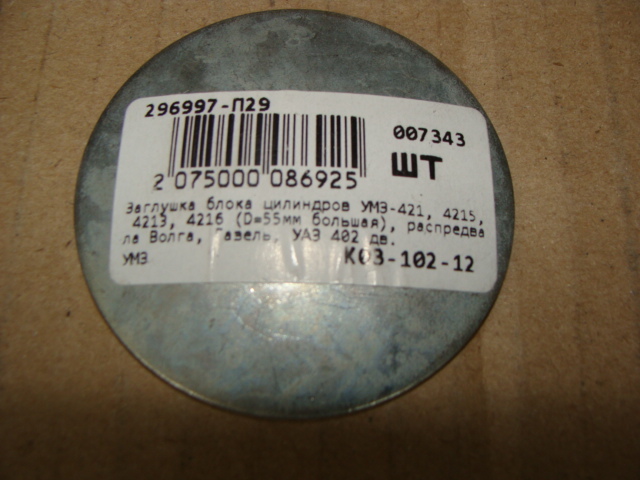 296997-П29
007343
ШТ
2 075000 086925
Заглушка блока цилиндров УМЗ-421, 4215,
4213, 4216 (D=55мм большая), распредва
ла Волга, Газель, УАЗ 402 дв.
УМЗ
К03-102-12